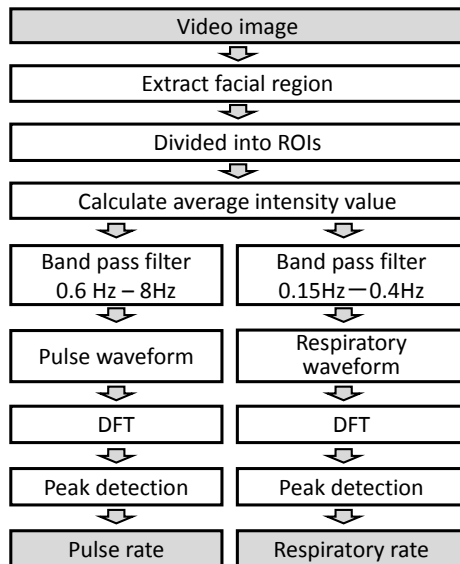 Video image
Extract facial region
Divided into ROIs
Calculate average intensity value
Band pass filter
0.6 Hz – 8Hz
Pulse waveform
DFT
Peak detection
Pulse rate
Band pass filter
0.15Hz－0.4Hz
Respiratory
waveform
DFT
Peak detection
Respiratory rate